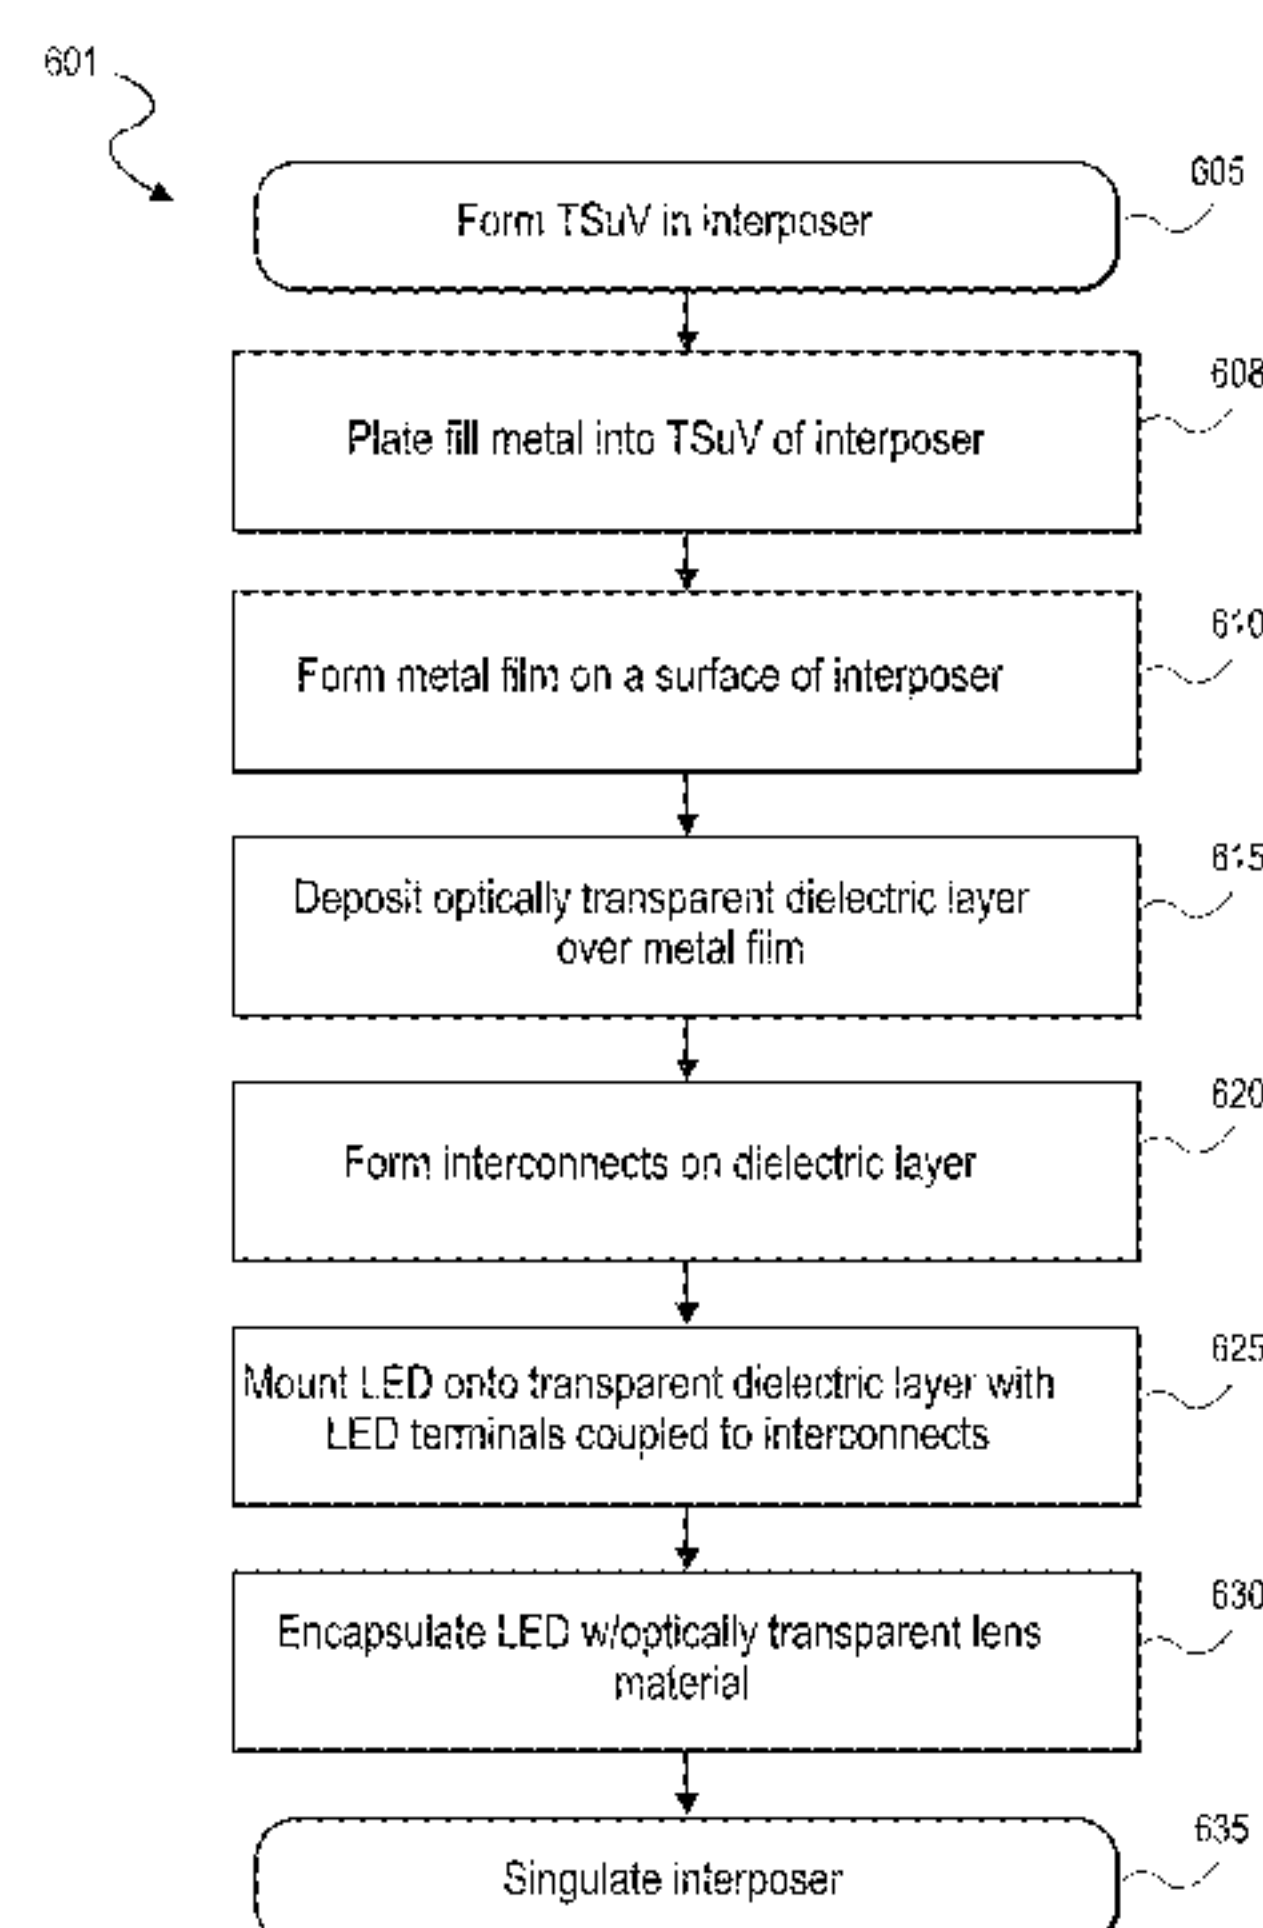 601
605
Form TSuV in interposer
608
Plate fill metal into TSuV of interposer
610
Form metal film on a surface of interposer
615
Deposit optically transparent dielectric layer
over metal film
620
Form interconnects on dielectric layer
625
Mount LED onto transparent dielectric layer with
LED terminals coupled to interconnects
630
Encapsulate LED w/optically transparent lens
material
635
Singulate interposer